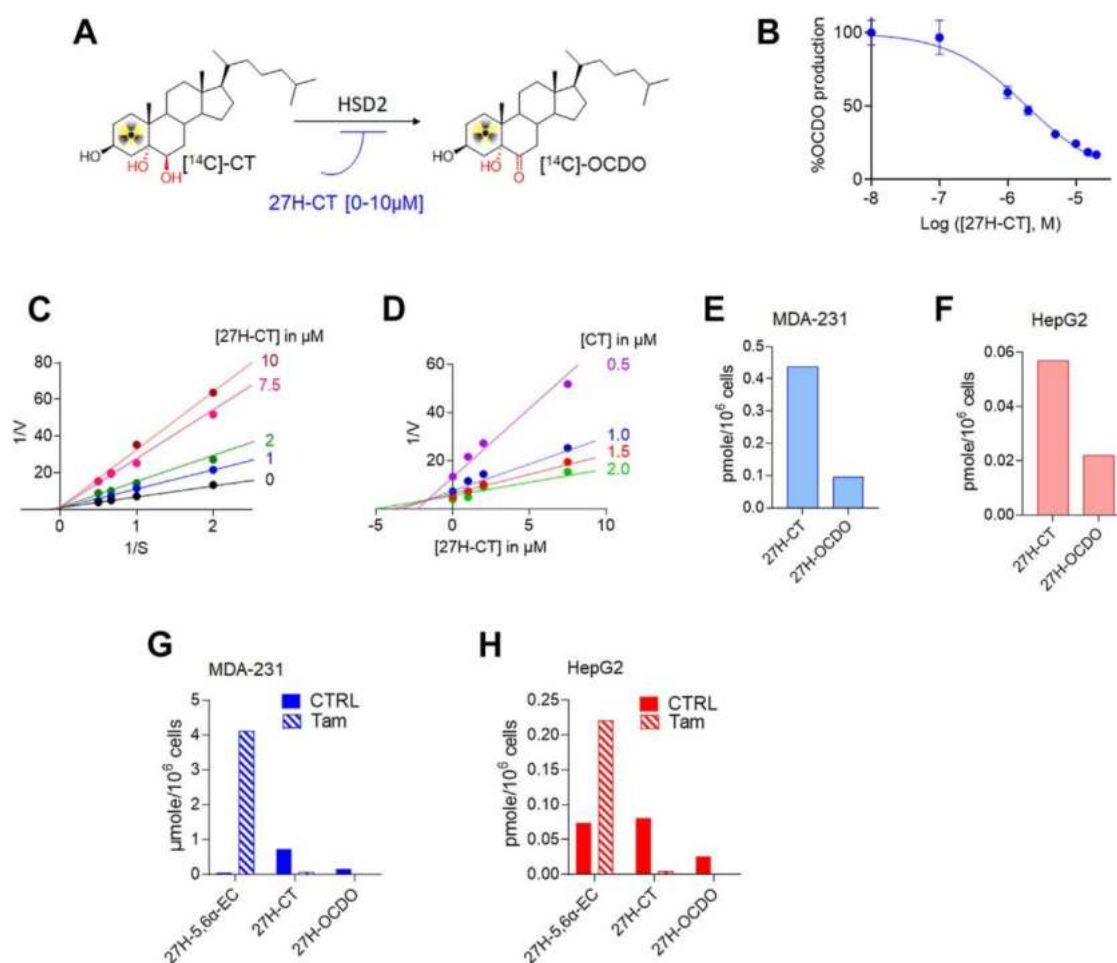 A
HSD2
HO
HO
OH
[¹⁴C]-CT
HO
OH
O
[¹⁴C]-OCDO
27H-CT [0-10µM]
B
%OCDO production
100
50
0
-8
-7
-6
-5
Log ([27H-CT], M)
C
[27H-CT] in µM
10
7.5
2
1
0
1/V
80
60
40
20
0
1
2
1/S
D
[CT] in µM
0.5
1.0
1.5
2.0
1/V
60
40
20
-5
0
5
10
[27H-CT] in µM
E
MDA-231
pmole/10⁶ cells
0.5
0.4
0.3
0.2
0.1
0.0
27H-CT
27H-OCDO
F
HepG2
pmole/10⁶ cells
0.06
0.04
0.02
0.00
27H-CT
27H-OCDO
G
MDA-231
CTRL
Tam
µmole/10⁶ cells
5
4
3
2
1
0
27H-5,6α-EC
27H-CT
27H-OCDO
H
HepG2
CTRL
Tam
pmole/10⁶ cells
0.25
0.20
0.15
0.10
0.05
0.00
27H-5,6α-EC
27H-CT
27H-OCDO